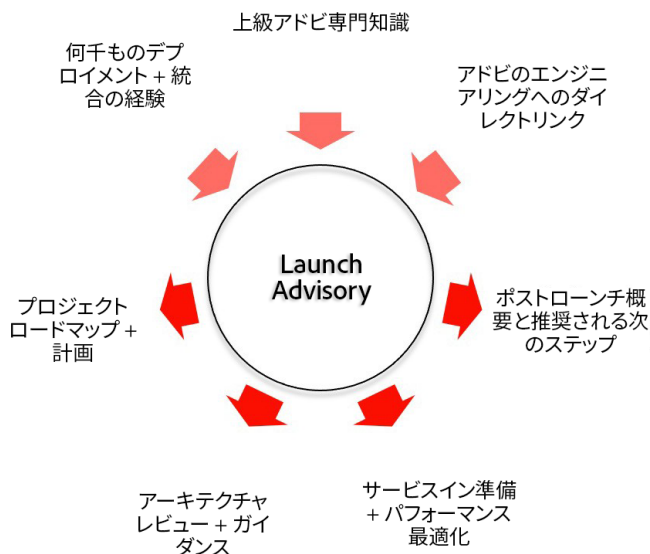 上級アドビ専門知識
何千ものデプ
ロイメント + 統
合の経験
アドビのエンジニ
アリングへのダイ
レクトリンク
Launch
Advisory
プロジェクト
ロードマップ +
計画
ポストローンチ概
要と推奨される次
のステップ
アーキテクチャ
レビュー + ガイ
ダンス
サービスイン準備
+ パフォーマンス
最適化